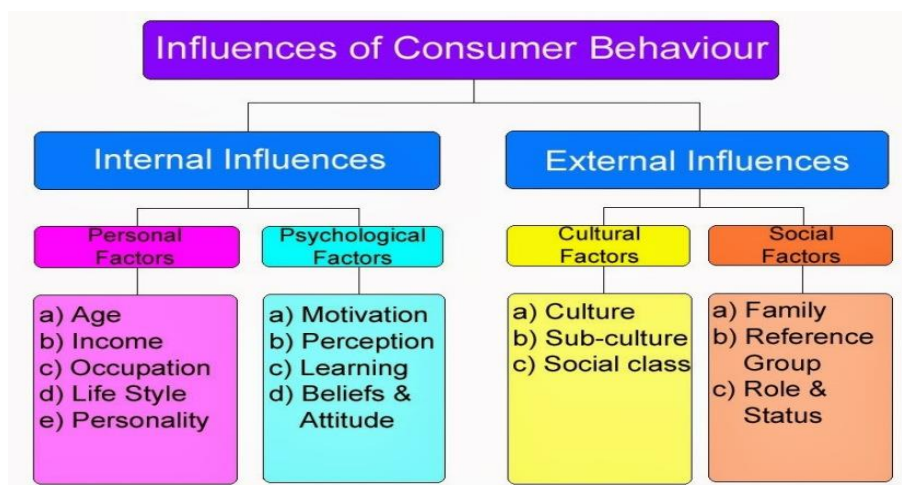 Influences of Consumer Behaviour
Internal Influences
External Influences
Personal
Factors
Psychological
Factors
Cultural
Factors
Social
Factors
a) Age
b) Income
c) Occupation
d) Life Style
e) Personality
a) Motivation
b) Perception
c) Learning
d) Beliefs &
Attitude
a) Culture
b) Sub-culture
c) Social class
a) Family
b) Reference
Group
c) Role &
Status